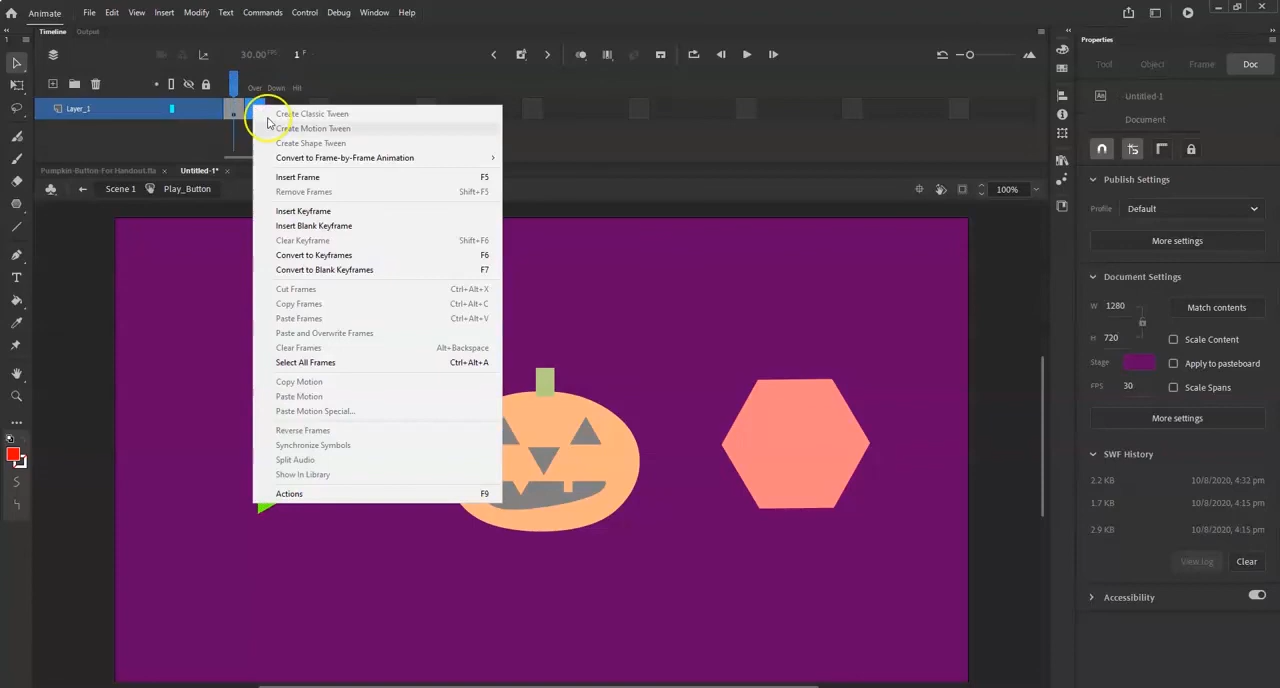 Animate File Edit View Insert Modify Text Commands Control Debug Window Help
Timeline Output
30.00 FPS 1 F
Over Down Hit
Layer_1
Create Classic Tween
Create Motion Tween
Create Shape Tween
Convert to Frame-by-Frame Animation
Insert Frame F5
Remove Frames Shift+F5
Insert Keyframe
Insert Blank Keyframe
Clear Keyframe Shift+F6
Convert to Keyframes F6
Convert to Blank Keyframes F7
Cut Frames Ctrl+Alt+X
Copy Frames Ctrl+Alt+C
Paste Frames Ctrl+Alt+V
Paste and Overwrite Frames
Clear Frames Alt+Backspace
Select All Frames Ctrl+Alt+A
Copy Motion
Paste Motion
Paste Motion Special...
Reverse Frames
Synchronize Symbols
Split Audio
Show In Library
Actions F9
Pumpkin-Button-For Handout.fla Untitled-1*
Scene 1 Play_Button
100%
Properties
Tool Object Frame Doc
An Untitled-1
Document
Publish Settings
Profile Default
More settings
Document Settings
W 1280 Match contents
H 720 Scale Content
Stage Apply to pasteboard
FPS 30 Scale Spans
More settings
SWF History
2.2 KB 10/8/2020, 4:32 pm
1.7 KB 10/8/2020, 4:15 pm
2.9 KB 10/8/2020, 4:15 pm
View log Clear
Accessibility